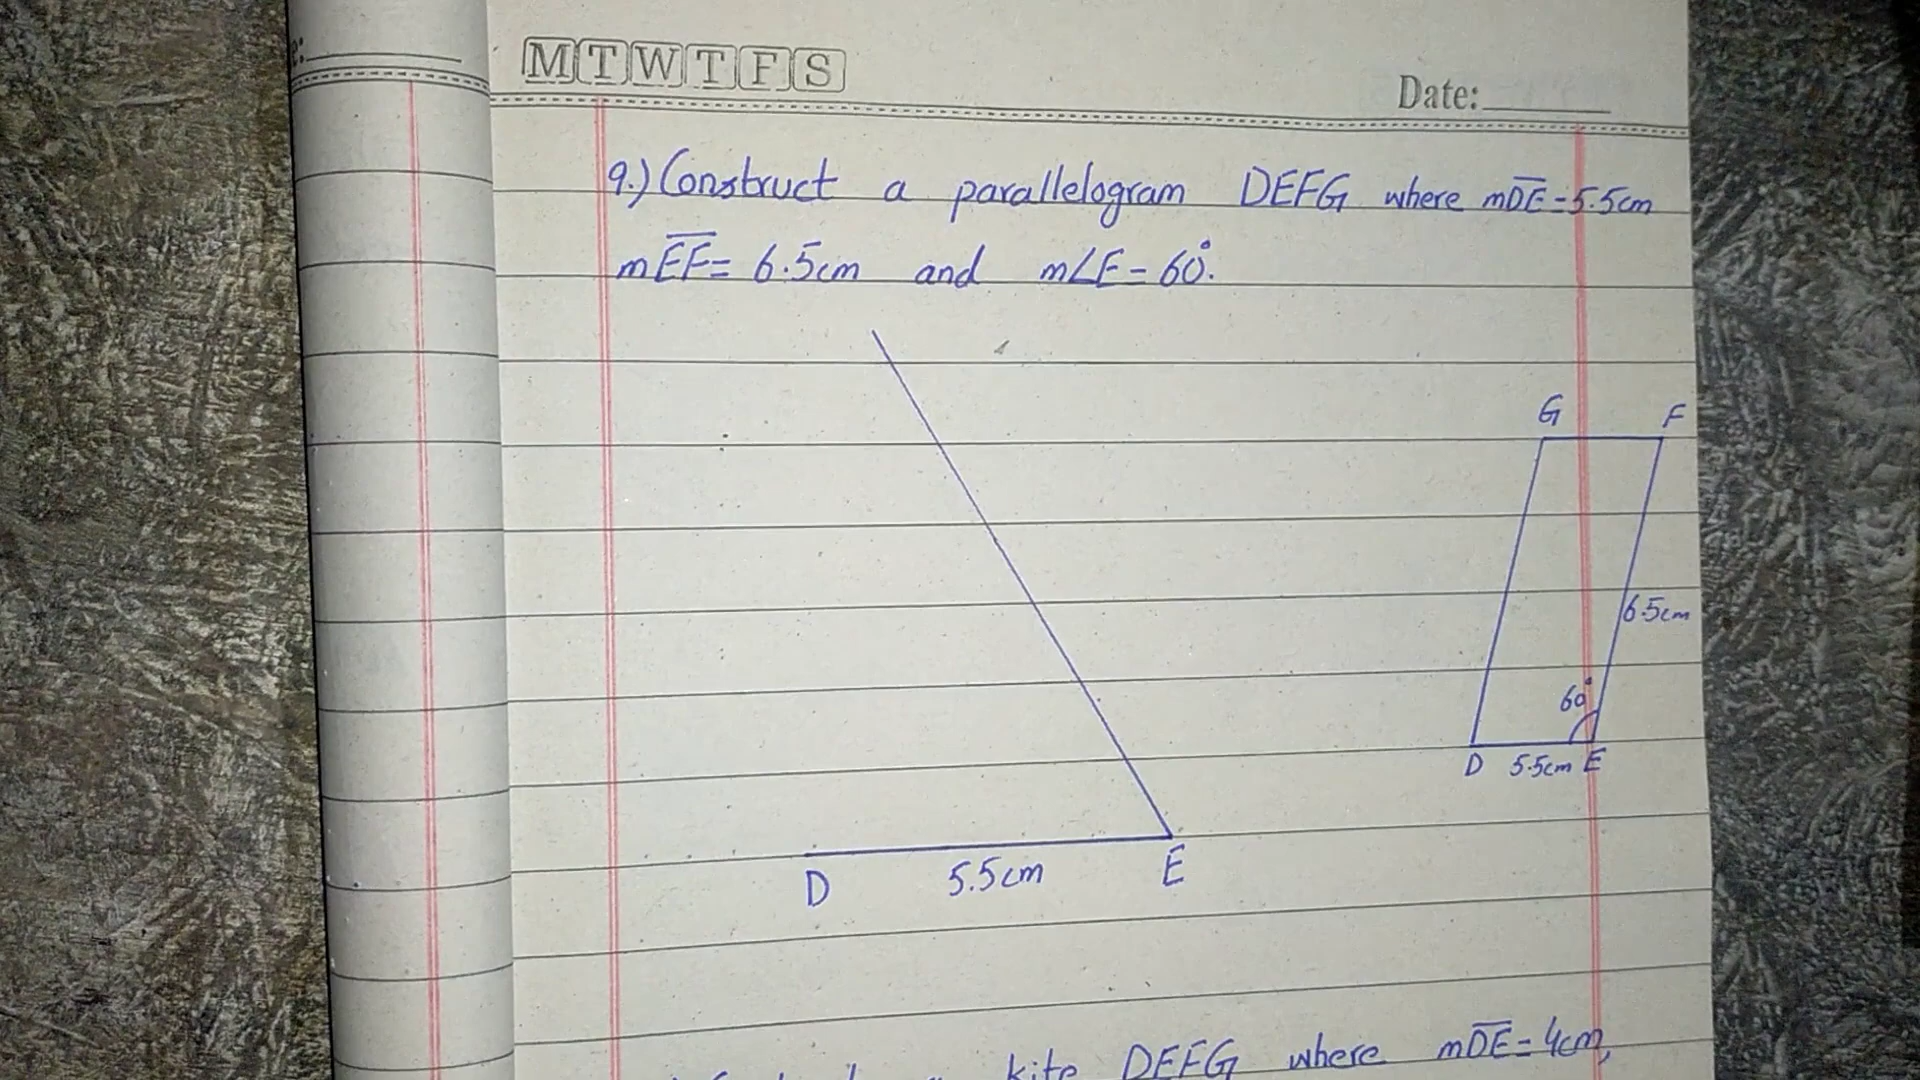 e:
MTWTFS
Date:
9.) Construct a parallelogram DEFG where mDE=5.5cm
mEF= 6.5cm and m∠E=60°.
G F
6.5cm
60°
D 5.5cm E
D 5.5cm E
kite DEFG where mDE=4cm,